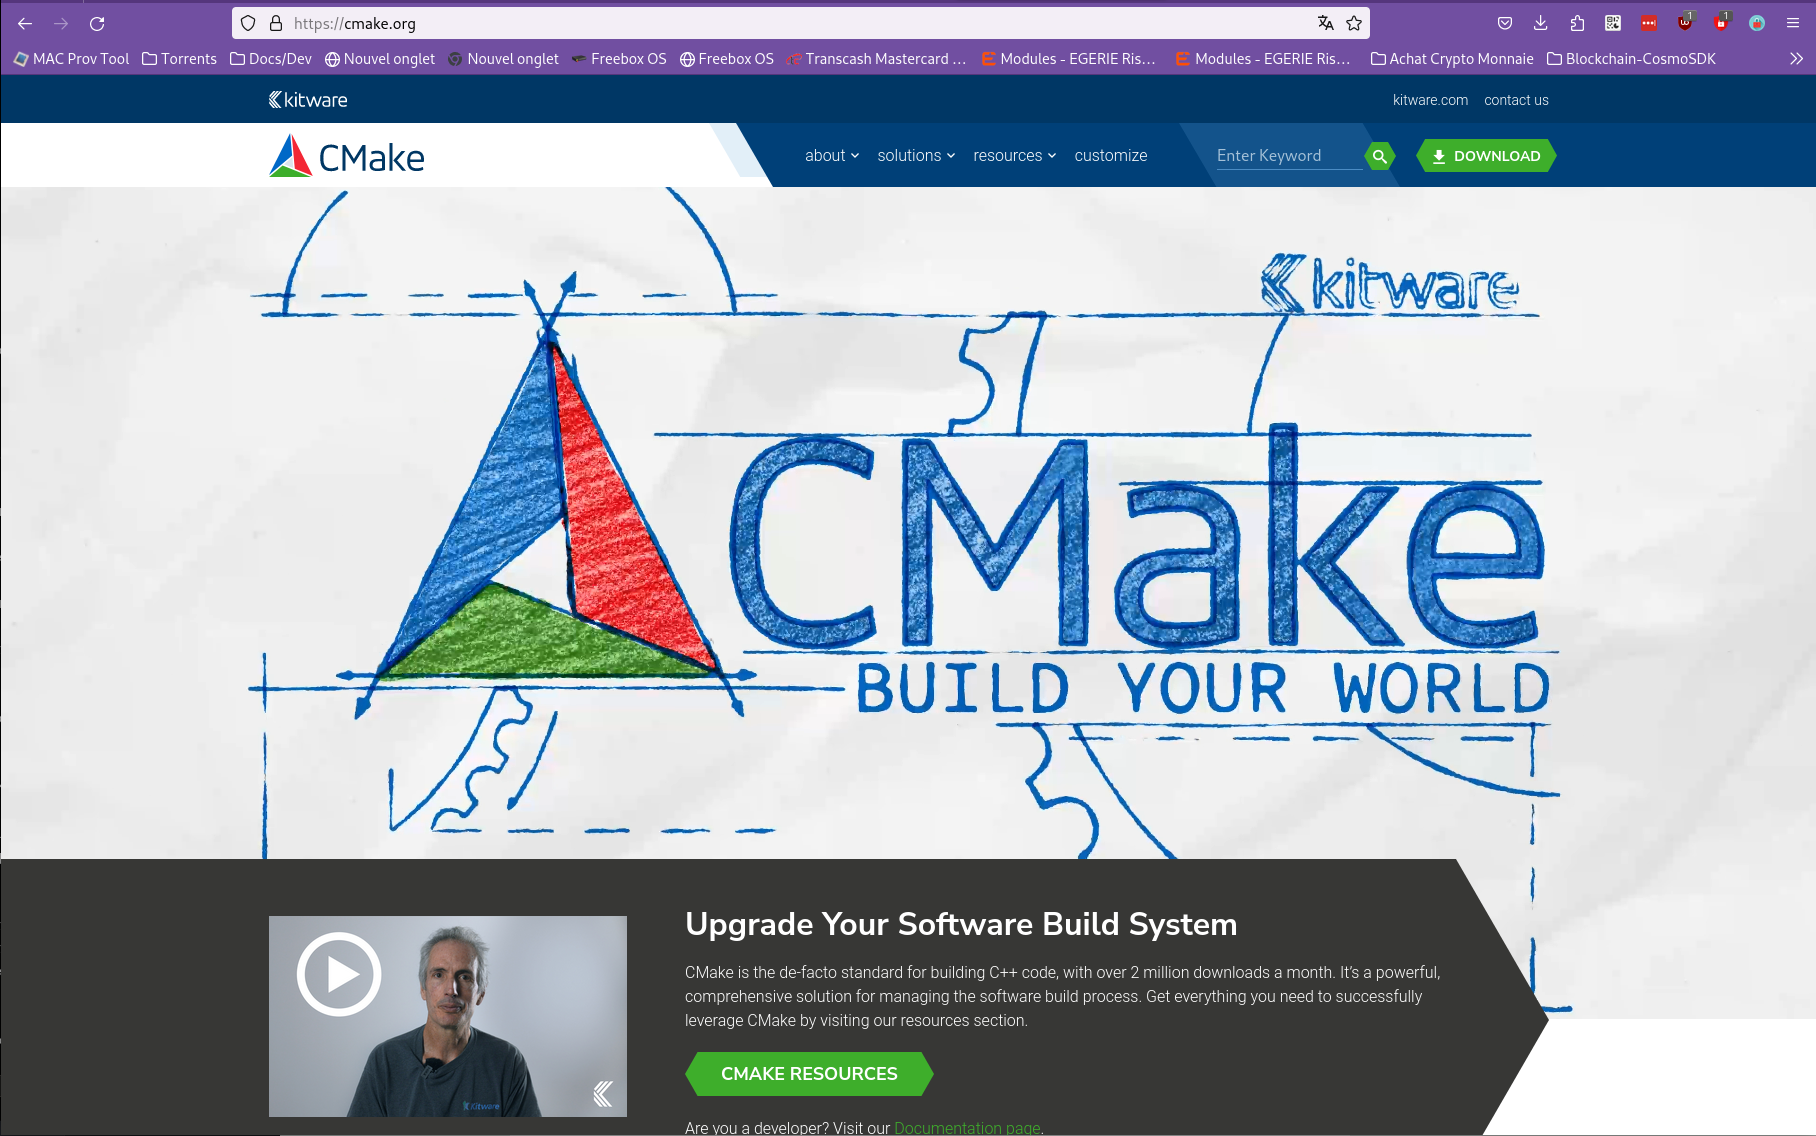 https://cmake.org
1
1
MAC Prov Tool Torrents Docs/Dev Nouvel onglet Nouvel onglet Freebox OS Freebox OS Transcash Mastercard … Modules - EGERIE Ris… Modules - EGERIE Ris… Achat Crypto Monnaie Blockchain-CosmoSDK
kitware
kitware.com contact us
CMake
about solutions resources customize Enter Keyword DOWNLOAD
kitware
CMake
BUILD YOUR WORLD
Upgrade Your Software Build System
CMake is the de-facto standard for building C++ code, with over 2 million downloads a month. It's a powerful,
comprehensive solution for managing the software build process. Get everything you need to successfully
leverage CMake by visiting our resources section.
CMAKE RESOURCES
Kitware
Are you a developer? Visit our Documentation page.